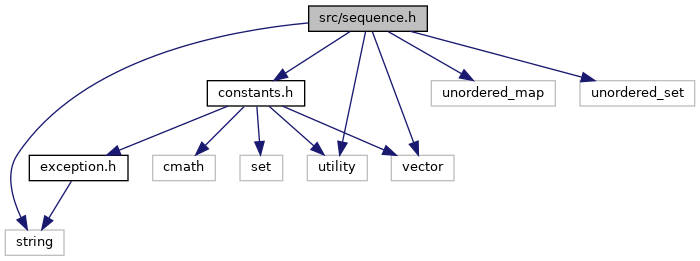 src/sequence.h
constants.h
unordered_map
unordered_set
exception.h
cmath
set
utility
vector
string